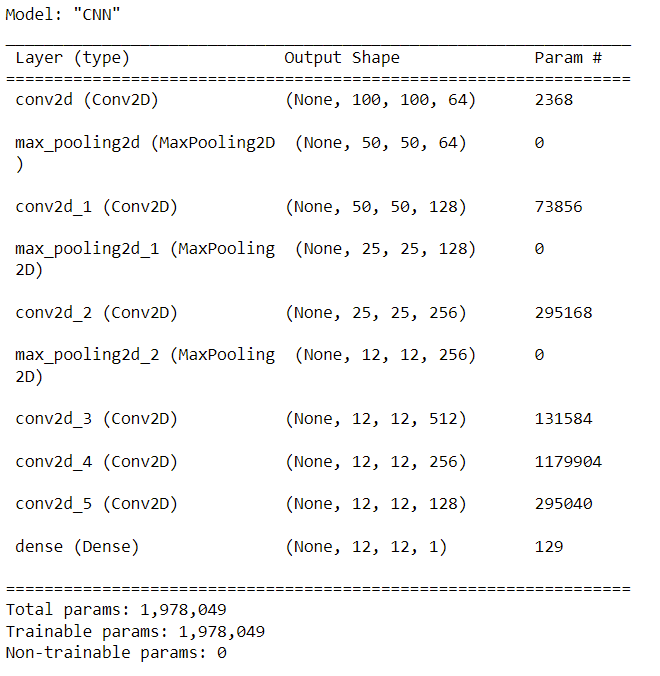 Model: "CNN"
_________________________________________________________________
Layer (type) Output Shape Param #
=================================================================
conv2d (Conv2D) (None, 100, 100, 64) 2368
max_pooling2d (MaxPooling2D (None, 50, 50, 64) 0
)
conv2d_1 (Conv2D) (None, 50, 50, 128) 73856
max_pooling2d_1 (MaxPooling (None, 25, 25, 128) 0
2D)
conv2d_2 (Conv2D) (None, 25, 25, 256) 295168
max_pooling2d_2 (MaxPooling (None, 12, 12, 256) 0
2D)
conv2d_3 (Conv2D) (None, 12, 12, 512) 131584
conv2d_4 (Conv2D) (None, 12, 12, 256) 1179904
conv2d_5 (Conv2D) (None, 12, 12, 128) 295040
dense (Dense) (None, 12, 12, 1) 129
=================================================================
Total params: 1,978,049
Trainable params: 1,978,049
Non-trainable params: 0